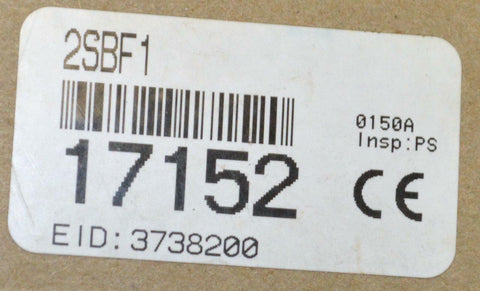 2SBF1
0150A
Insp:PS
17152
CE
EID:3738200